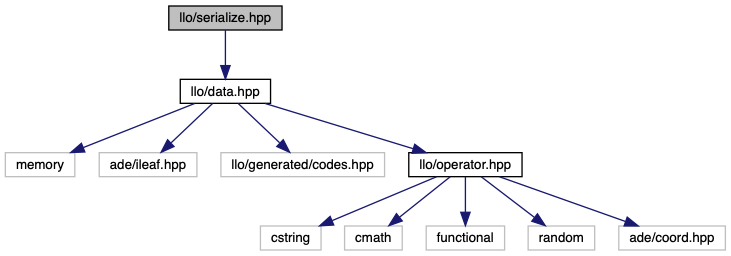 llo/serialize.hpp
llo/data.hpp
memory
ade/ileaf.hpp
llo/generated/codes.hpp
llo/operator.hpp
cstring
cmath
functional
random
ade/coord.hpp